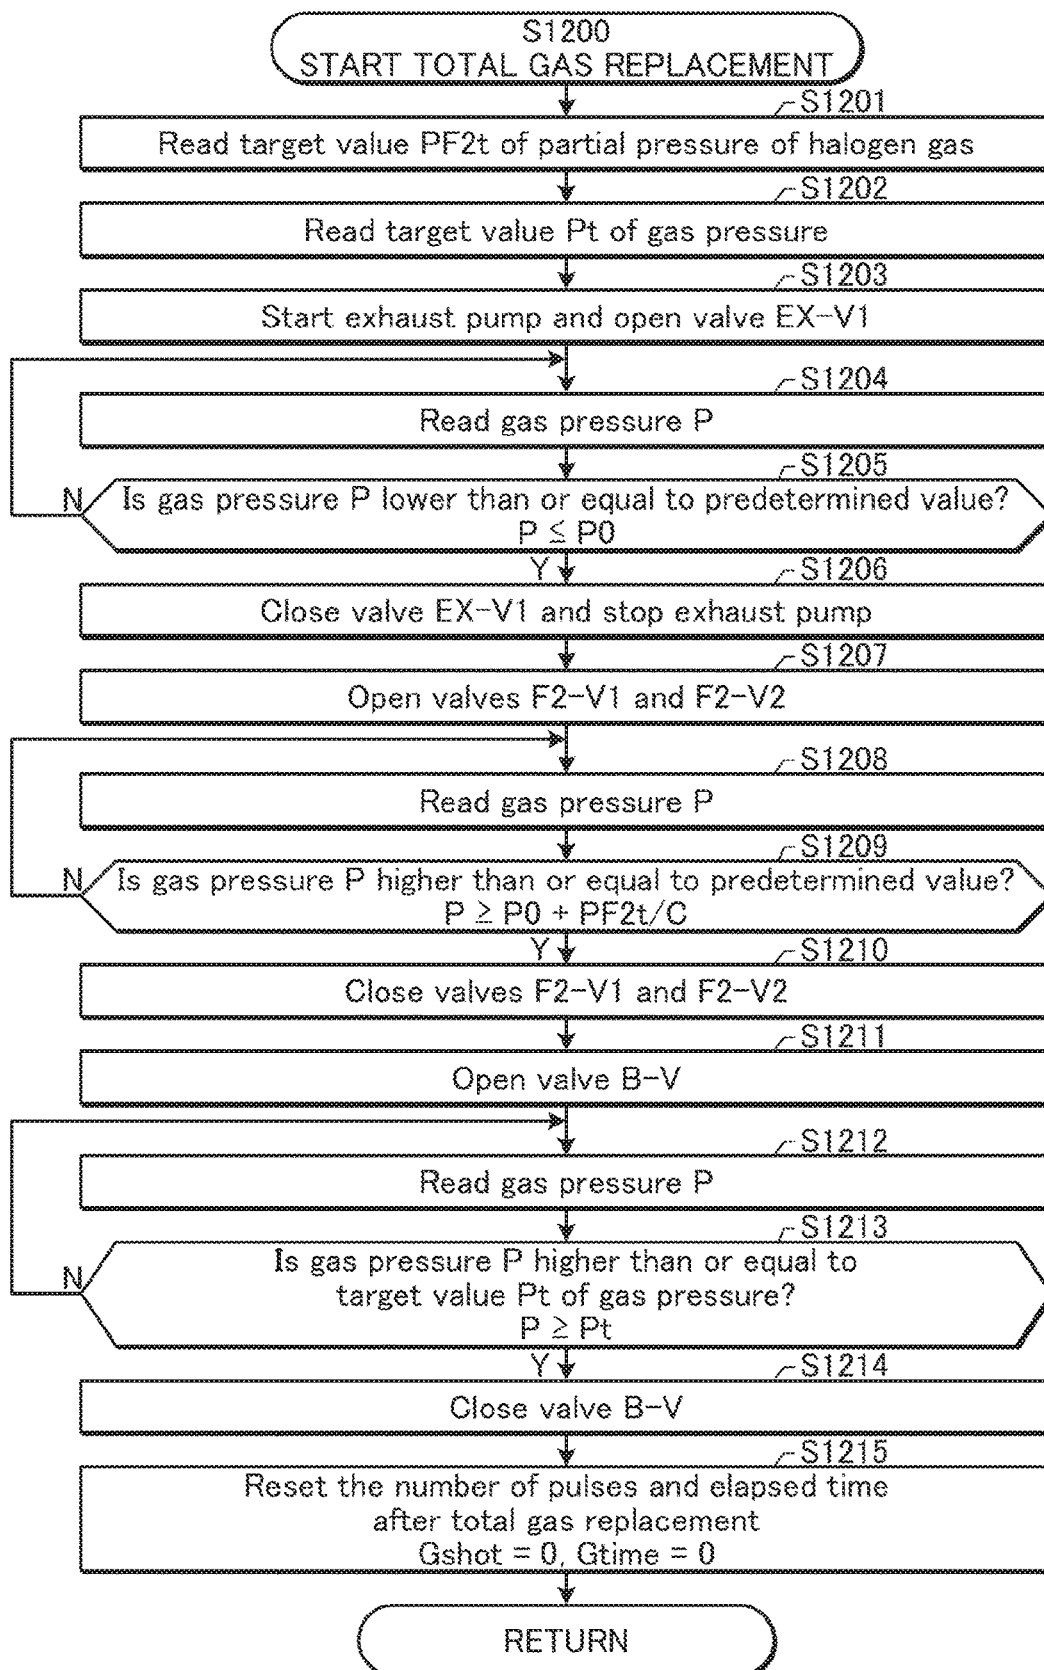 S1200
START TOTAL GAS REPLACEMENT
S1201
Read target value PF2t of partial pressure of halogen gas
S1202
Read target value Pt of gas pressure
S1203
Start exhaust pump and open valve EX-V1
S1204
Read gas pressure P
S1205
N
Is gas pressure P lower than or equal to predetermined value?
P ≦ P0
Y
S1206
Close valve EX-V1 and stop exhaust pump
S1207
Open valves F2-V1 and F2-V2
S1208
Read gas pressure P
S1209
N
Is gas pressure P higher than or equal to predetermined value?
P ≧ P0 + PF2t/C
Y
S1210
Close valves F2-V1 and F2-V2
S1211
Open valve B-V
S1212
Read gas pressure P
S1213
Is gas pressure P higher than or equal to
N
target value Pt of gas pressure?
P ≧ Pt
Y
S1214
Close valve B-V
S1215
Reset the number of pulses and elapsed time
after total gas replacement
Gshot = 0, Gtime = 0
RETURN